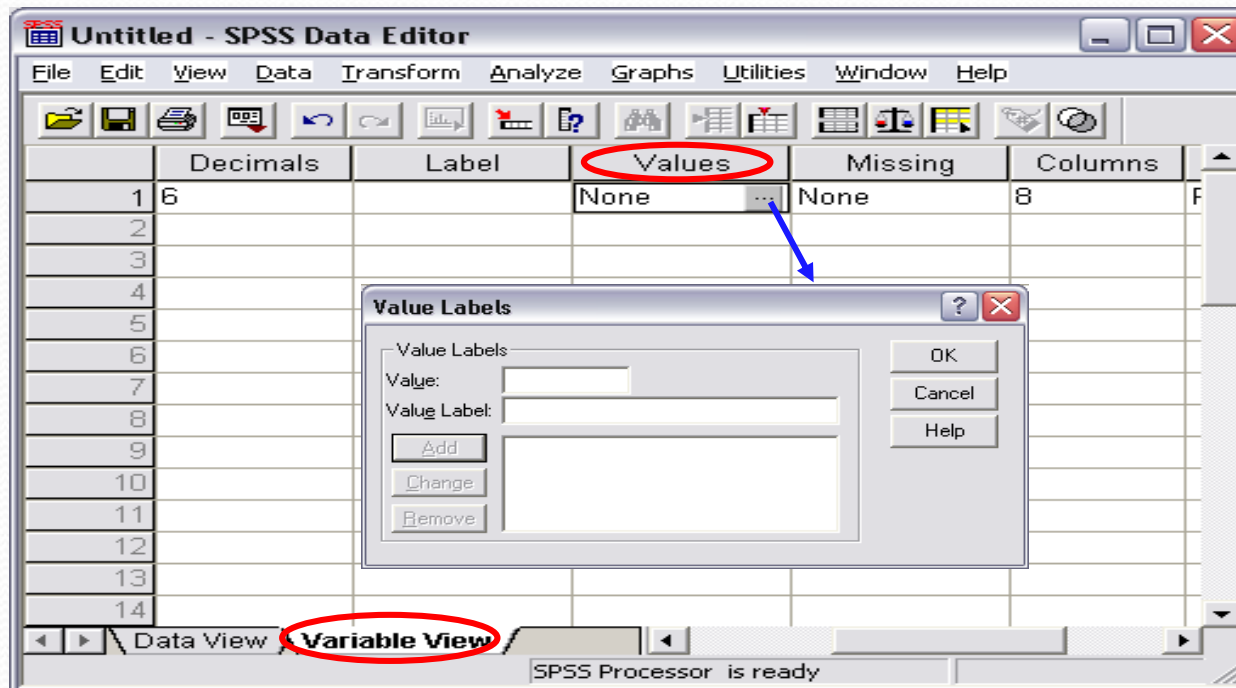 SPSS
Untitled - SPSS Data Editor
File Edit View Data Transform Analyze Graphs Utilities Window Help
Decimals Label Values Missing Columns
1 6 None ... None 8
2
3
4
5
6
7
8
9
10
11
12
13
14
Value Labels
Value Labels
Value:
Value Label:
Add
Change
Remove
OK
Cancel
Help
Data View Variable View
SPSS Processor is ready